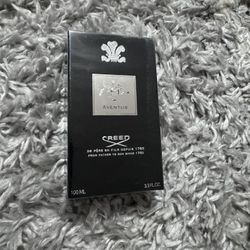 AVENTUS
CREED
DE PÈRE EN FILS DEPUIS 1760
FROM FATHER TO SON SINCE 1760
100 ML
3.3 FL.OZ.